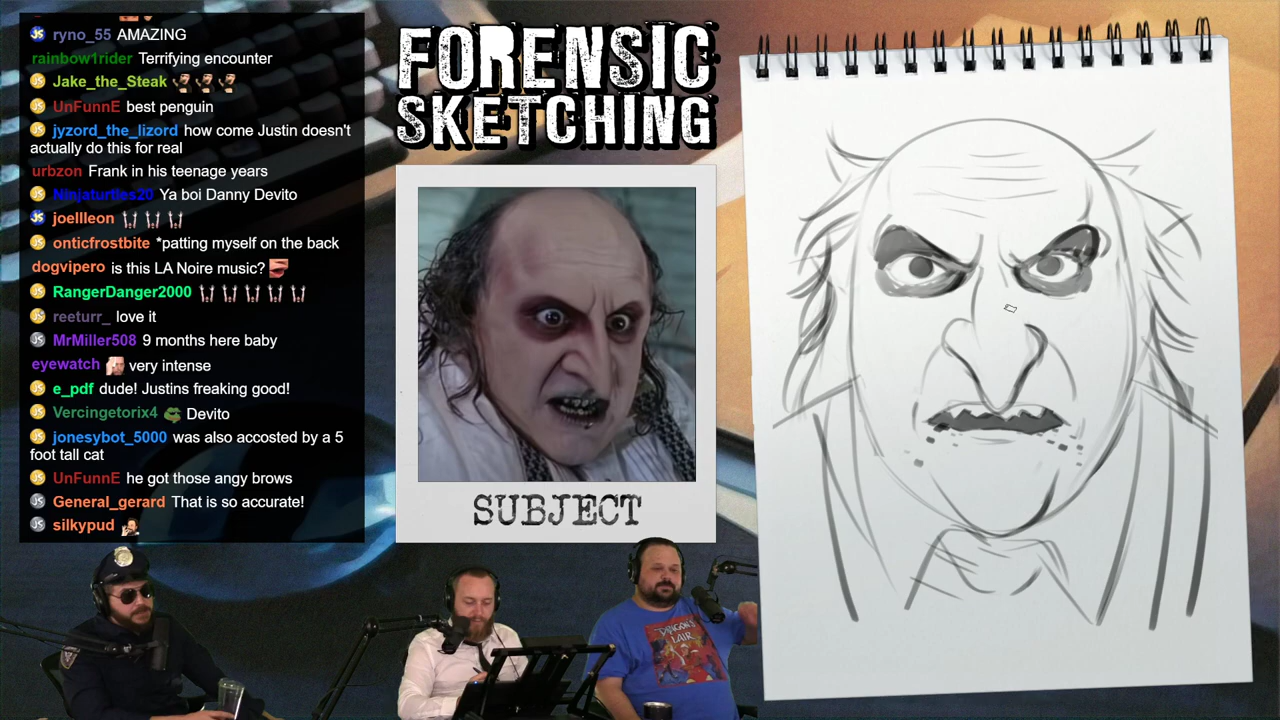 ryno_55 AMAZING
rainbow1rider Terrifying encounter
Jake_the_Steak
UnFunnE best penguin
jyzord_the_lizord how come Justin doesn't
actually do this for real
urbzon Frank in his teenage years
Ninjaturtles20 Ya boi Danny Devito
joellleon
onticfrostbite *patting myself on the back
dogvipero is this LA Noire music?
RangerDanger2000
reeturr_ love it
MrMiller508 9 months here baby
eyewatch very intense
e_pdf dude! Justins freaking good!
Vercingetorix4 Devito
jonesybot_5000 was also accosted by a 5
foot tall cat
UnFunnE he got those angy brows
General_gerard That is so accurate!
silkypud
FORENSIC
SKETCHING
SUBJECT
DRAGON'S
LAIR